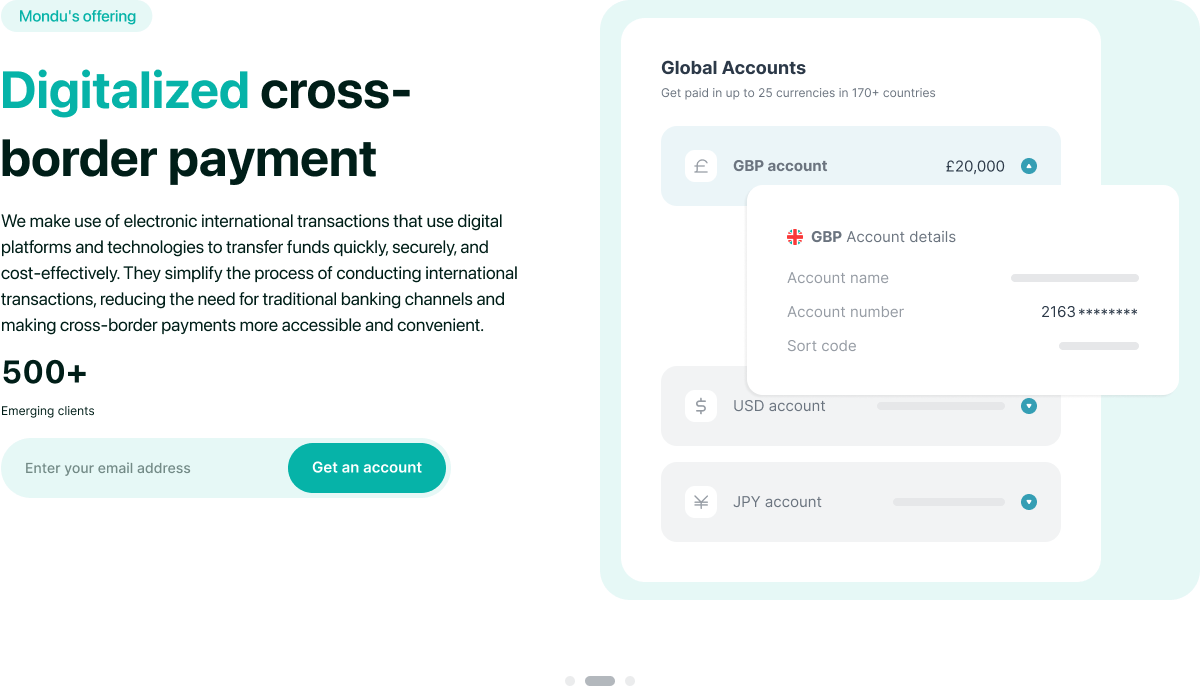 Mondu's offering
Digitalized cross-
border payment
We make use of electronic international transactions that use digital
platforms and technologies to transfer funds quickly, securely, and
cost-effectively. They simplify the process of conducting international
transactions, reducing the need for traditional banking channels and
making cross-border payments more accessible and convenient.
500+
Emerging clients
Enter your email address
Get an account
Global Accounts
Get paid in up to 25 currencies in 170+ countries
£ GBP account £20,000
GBP Account details
Account name
Account number 2163********
Sort code
$ USD account
¥ JPY account